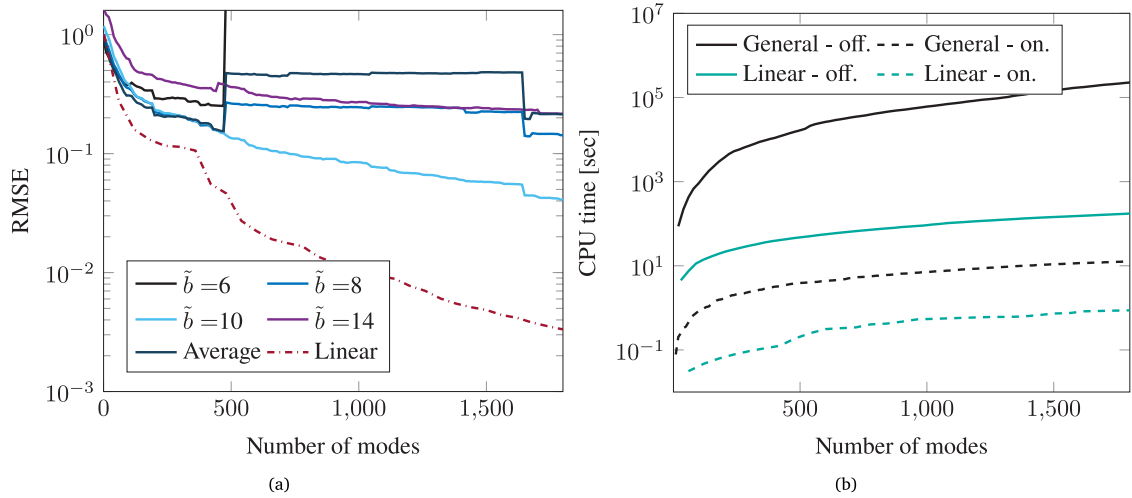 10^0
10^−1
10^−2
10^−3
RMSE
b̃ =6
b̃ =8
b̃ =10
b̃ =14
Average
Linear
0
500
1,000
1,500
Number of modes
(a)
10^7
10^5
10^3
10^1
10^−1
CPU time [sec]
General - off.
General - on.
Linear - off.
Linear - on.
500
1,000
1,500
Number of modes
(b)